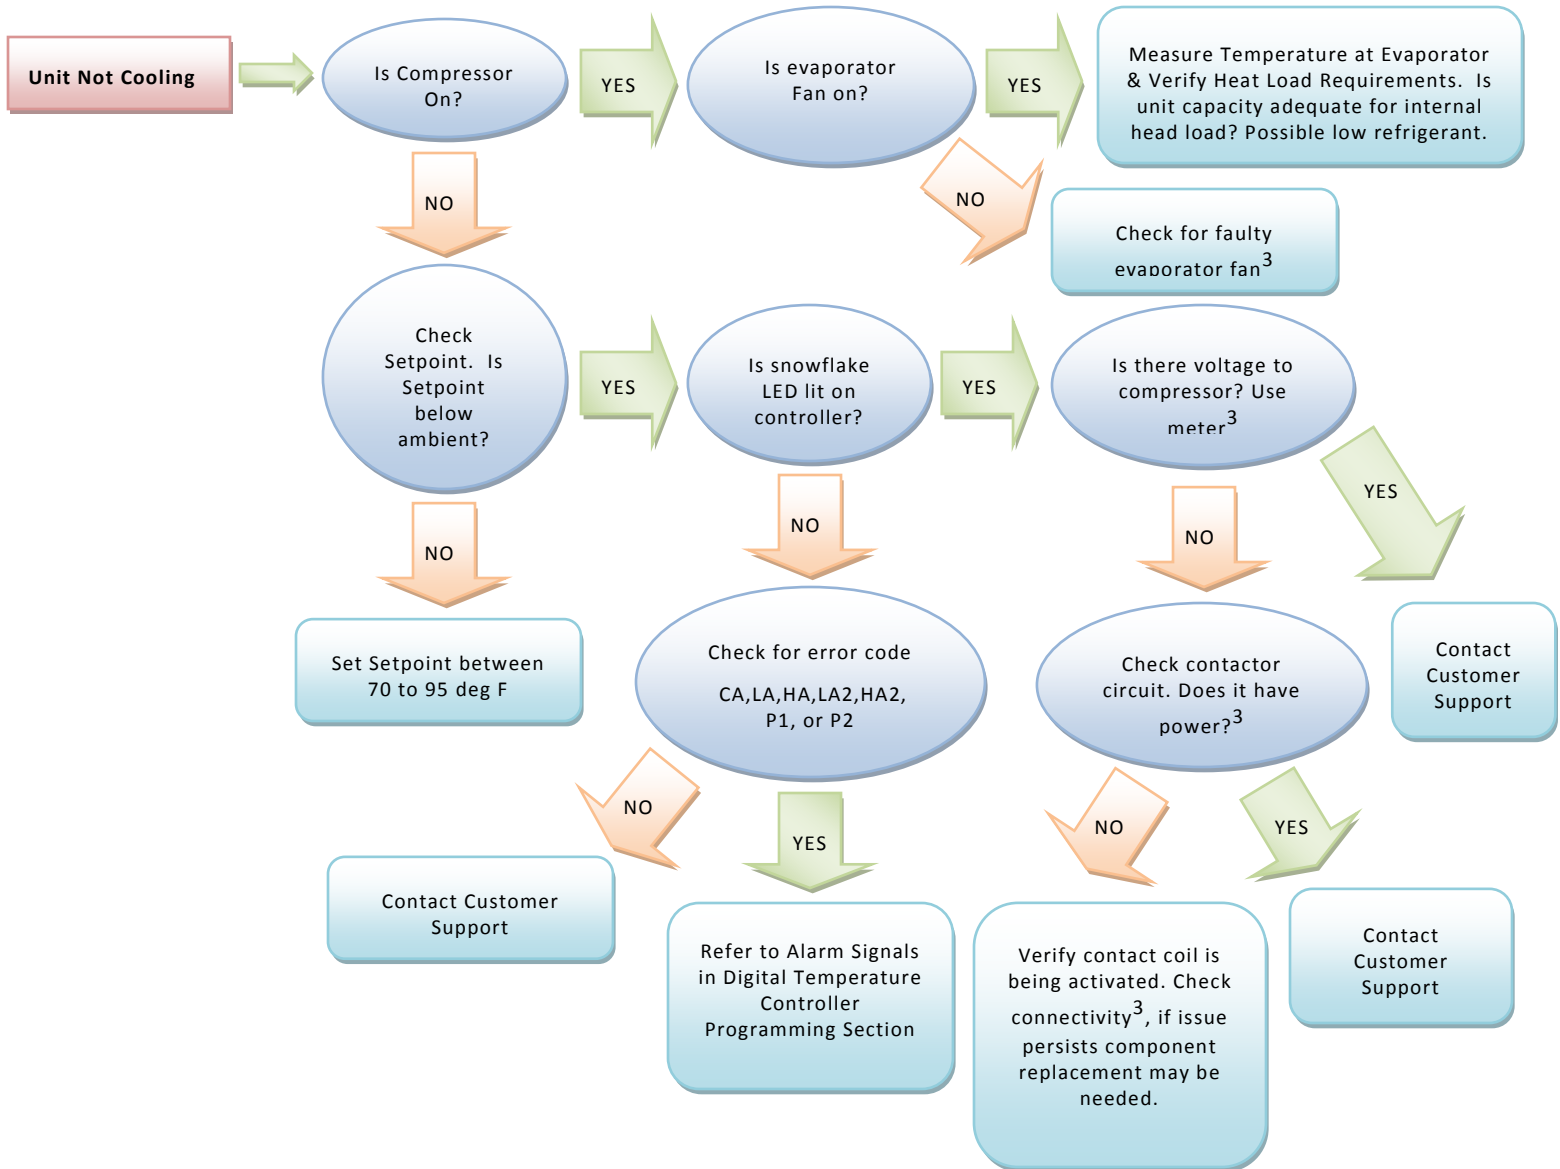 Unit Not Cooling
Is Compressor
On?
YES
Is evaporator
Fan on?
YES
Measure Temperature at Evaporator
& Verify Heat Load Requirements. Is
unit capacity adequate for internal
head load? Possible low refrigerant.
NO
NO
Check for faulty
evaporator fan3
Check
Setpoint. Is
Setpoint
below
ambient?
YES
Is snowflake
LED lit on
controller?
YES
Is there voltage to
compressor? Use
meter3
YES
NO
NO
NO
Set Setpoint between
70 to 95 deg F
Check for error code
CA,LA,HA,LA2,HA2,
P1, or P2
Check contactor
circuit. Does it have
power?3
Contact
Customer
Support
NO
YES
NO
YES
Contact Customer
Support
Refer to Alarm Signals
in Digital Temperature
Controller
Programming Section
Verify contact coil is
being activated. Check
connectivity3, if issue
persists component
replacement may be
needed.
Contact
Customer
Support